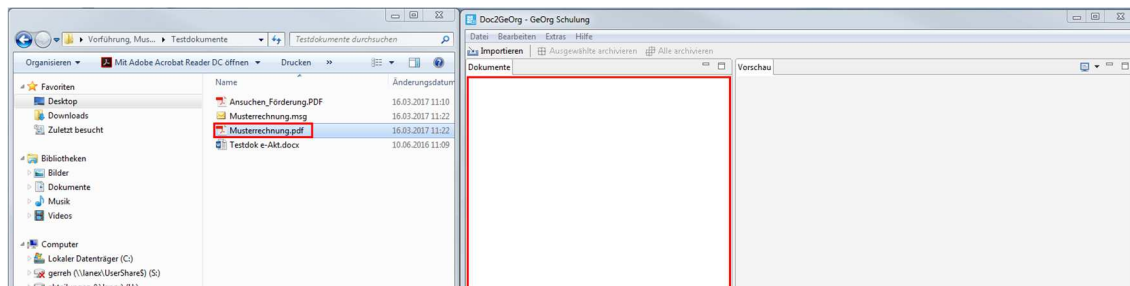 Vorführung, Mus... ▸ Testdokumente
Testdokumente durchsuchen
Organisieren
Mit Adobe Acrobat Reader DC öffnen
Drucken
»
Name
Änderungsdatum
Favoriten
Desktop
Downloads
Zuletzt besucht
Bibliotheken
Bilder
Dokumente
Musik
Videos
Computer
Lokaler Datenträger (C:)
gerreh (\\lanex\UserShare$) (S:)
Ansuchen_Förderung.PDF 16.03.2017 11:10
Musterrechnung.msg 16.03.2017 11:22
Musterrechnung.pdf 16.03.2017 11:22
Testdok e-Akt.docx 10.06.2016 11:09
Doc2GeOrg - GeOrg Schulung
Datei Bearbeiten Extras Hilfe
Importieren Ausgewählte archivieren Alle archivieren
Dokumente
Vorschau